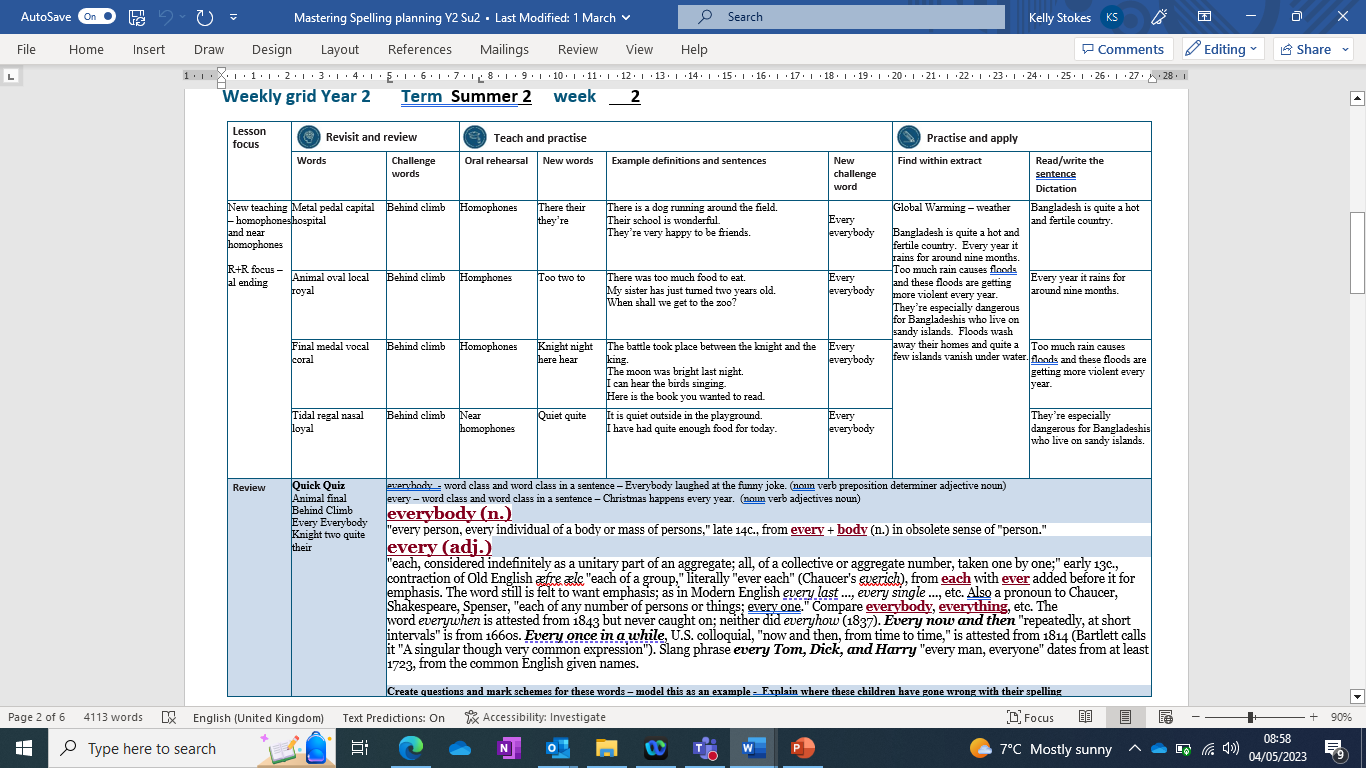 AutoSave On
Mastering Spelling planning Y2 Su2 • Last Modified: 1 March
Search
Kelly Stokes KS
File Home Insert Draw Design Layout References Mailings Review View Help
Comments Editing Share
1 1 2 3 4 5 6 7 8 9 10 11 12 13 14 15 16 17 18 19 20 21 22 23 24 25 26 27 28
Weekly grid Year 2 Term Summer 2 week 2
Lesson
focus
Revisit and review
Teach and practise
Practise and apply
Words
Challenge
words
Oral rehearsal
New words
Example definitions and sentences
New
challenge
word
Find within extract
Read/write the
sentence
Dictation
New teaching
– homophones
and near
homophones
R+R focus –
al ending
Metal pedal capital
hospital
Behind climb
Homophones
There their
they're
There is a dog running around the field.
Their school is wonderful.
They're very happy to be friends.
Every
everybody
Global Warming – weather
Bangladesh is quite a hot and
fertile country. Every year it
rains for around nine months.
Too much rain causes floods
and these floods are getting
more violent every year.
They're especially dangerous
for Bangladeshis who live on
sandy islands. Floods wash
away their homes and quite a
few islands vanish under water.
Bangladesh is quite a hot
and fertile country.
Animal oval local
royal
Behind climb
Homphones
Too two to
There was too much food to eat.
My sister has just turned two years old.
When shall we get to the zoo?
Every
everybody
Every year it rains for
around nine months.
Final medal vocal
coral
Behind climb
Homophones
Knight night
here hear
The battle took place between the knight and the
king.
The moon was bright last night.
I can hear the birds singing.
Here is the book you wanted to read.
Every
everybody
Too much rain causes
floods and these floods are
getting more violent every
year.
Tidal regal nasal
loyal
Behind climb
Near
homophones
Quiet quite
It is quiet outside in the playground.
I have had quite enough food for today.
Every
everybody
They're especially
dangerous for Bangladeshis
who live on sandy islands.
Review
Quick Quiz
Animal final
Behind Climb
Every Everybody
Knight two quite
their
everybody - word class and word class in a sentence – Everybody laughed at the funny joke. (noun verb preposition determiner adjective noun)
every – word class and word class in a sentence – Christmas happens every year. (noun verb adjectives noun)
everybody (n.)
"every person, every individual of a body or mass of persons," late 14c., from every + body (n.) in obsolete sense of "person."
every (adj.)
"each, considered indefinitely as a unitary part of an aggregate; all, of a collective or aggregate number, taken one by one;" early 13c.,
contraction of Old English æfre ælc "each of a group," literally "ever each" (Chaucer's everich), from each with ever added before it for
emphasis. The word still is felt to want emphasis; as in Modern English every last ..., every single ..., etc. Also a pronoun to Chaucer,
Shakespeare, Spenser, "each of any number of persons or things; every one." Compare everybody, everything, etc. The
word everywhen is attested from 1843 but never caught on; neither did everyhow (1837). Every now and then "repeatedly, at short
intervals" is from 1660s. Every once in a while, U.S. colloquial, "now and then, from time to time," is attested from 1814 (Bartlett calls
it "A singular though very common expression"). Slang phrase every Tom, Dick, and Harry "every man, everyone" dates from at least
1723, from the common English given names.
Create questions and mark schemes for these words – model this as an example - Explain where these children have gone wrong with their spelling
Page 2 of 6 4113 words English (United Kingdom) Text Predictions: On Accessibility: Investigate Focus 90%
Type here to search
7°C Mostly sunny
08:58
04/05/2023
9